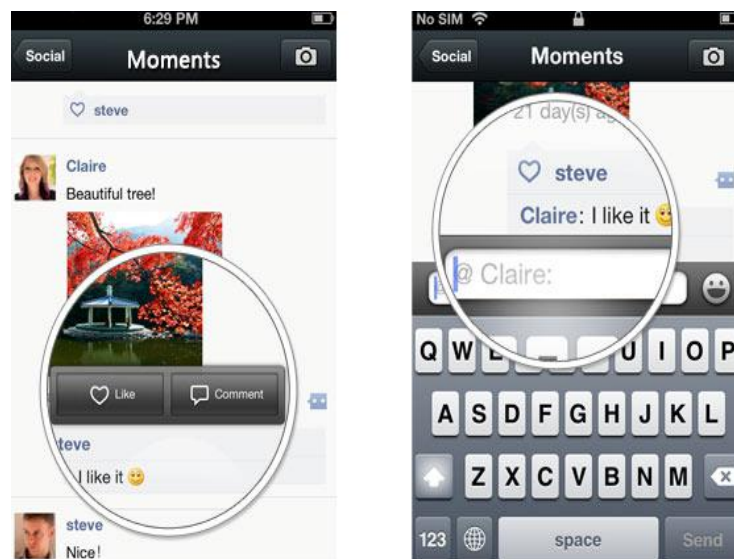 6:29 PM
Social
Moments
steve
Claire
Beautiful tree!
Like
Comment
teve
I like it
steve
Nice!
No SIM
Social
Moments
21 day(s)
steve
Claire: I like it
@ Claire:
Q W E U I O P
A S D F G H J K L
Z X C V B N M
123
space
Send